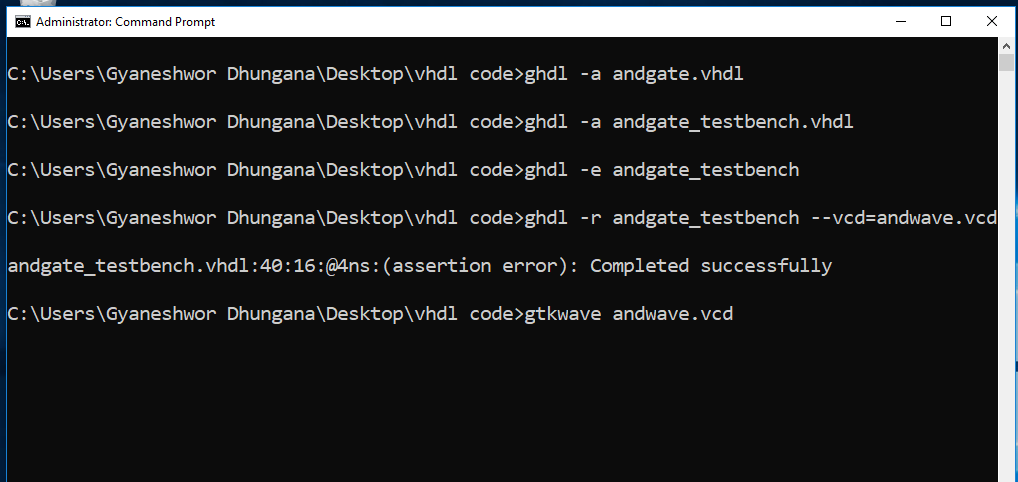 Administrator: Command Prompt
C:\Users\Gyaneshwor Dhungana\Desktop\vhdl code>ghdl -a andgate.vhdl
C:\Users\Gyaneshwor Dhungana\Desktop\vhdl code>ghdl -a andgate_testbench.vhdl
C:\Users\Gyaneshwor Dhungana\Desktop\vhdl code>ghdl -e andgate_testbench
C:\Users\Gyaneshwor Dhungana\Desktop\vhdl code>ghdl -r andgate_testbench --vcd=andwave.vcd
andgate_testbench.vhdl:40:16:@4ns:(assertion error): Completed successfully
C:\Users\Gyaneshwor Dhungana\Desktop\vhdl code>gtkwave andwave.vcd